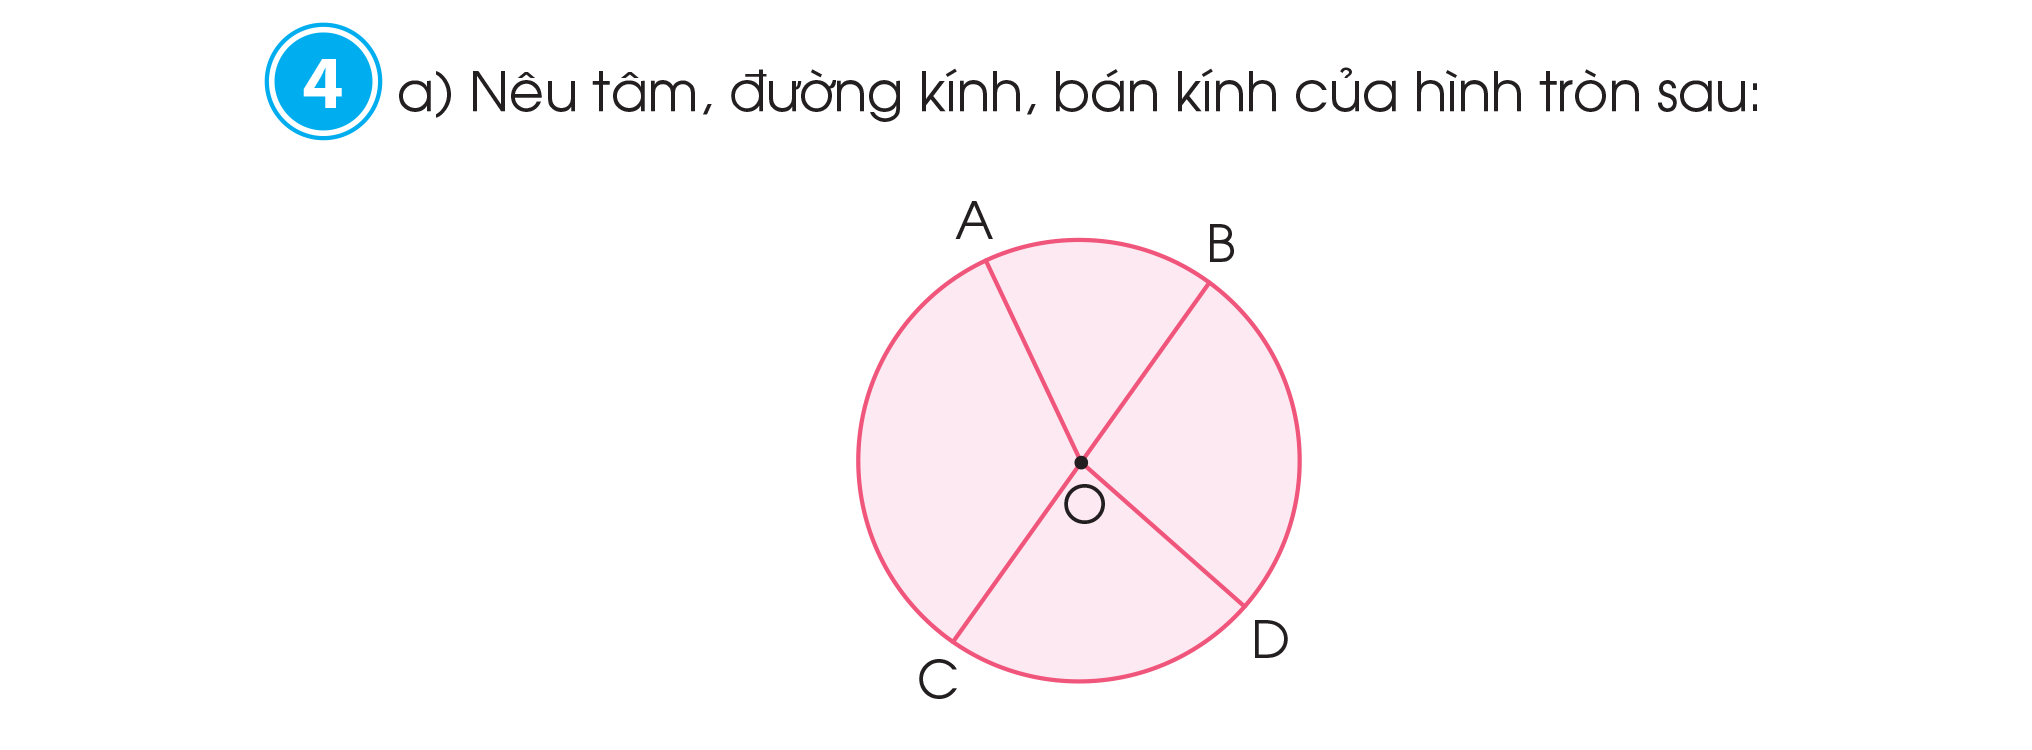 4 a) Nêu tâm, đường kính, bán kính của hình tròn sau:
A
B
O
D
C